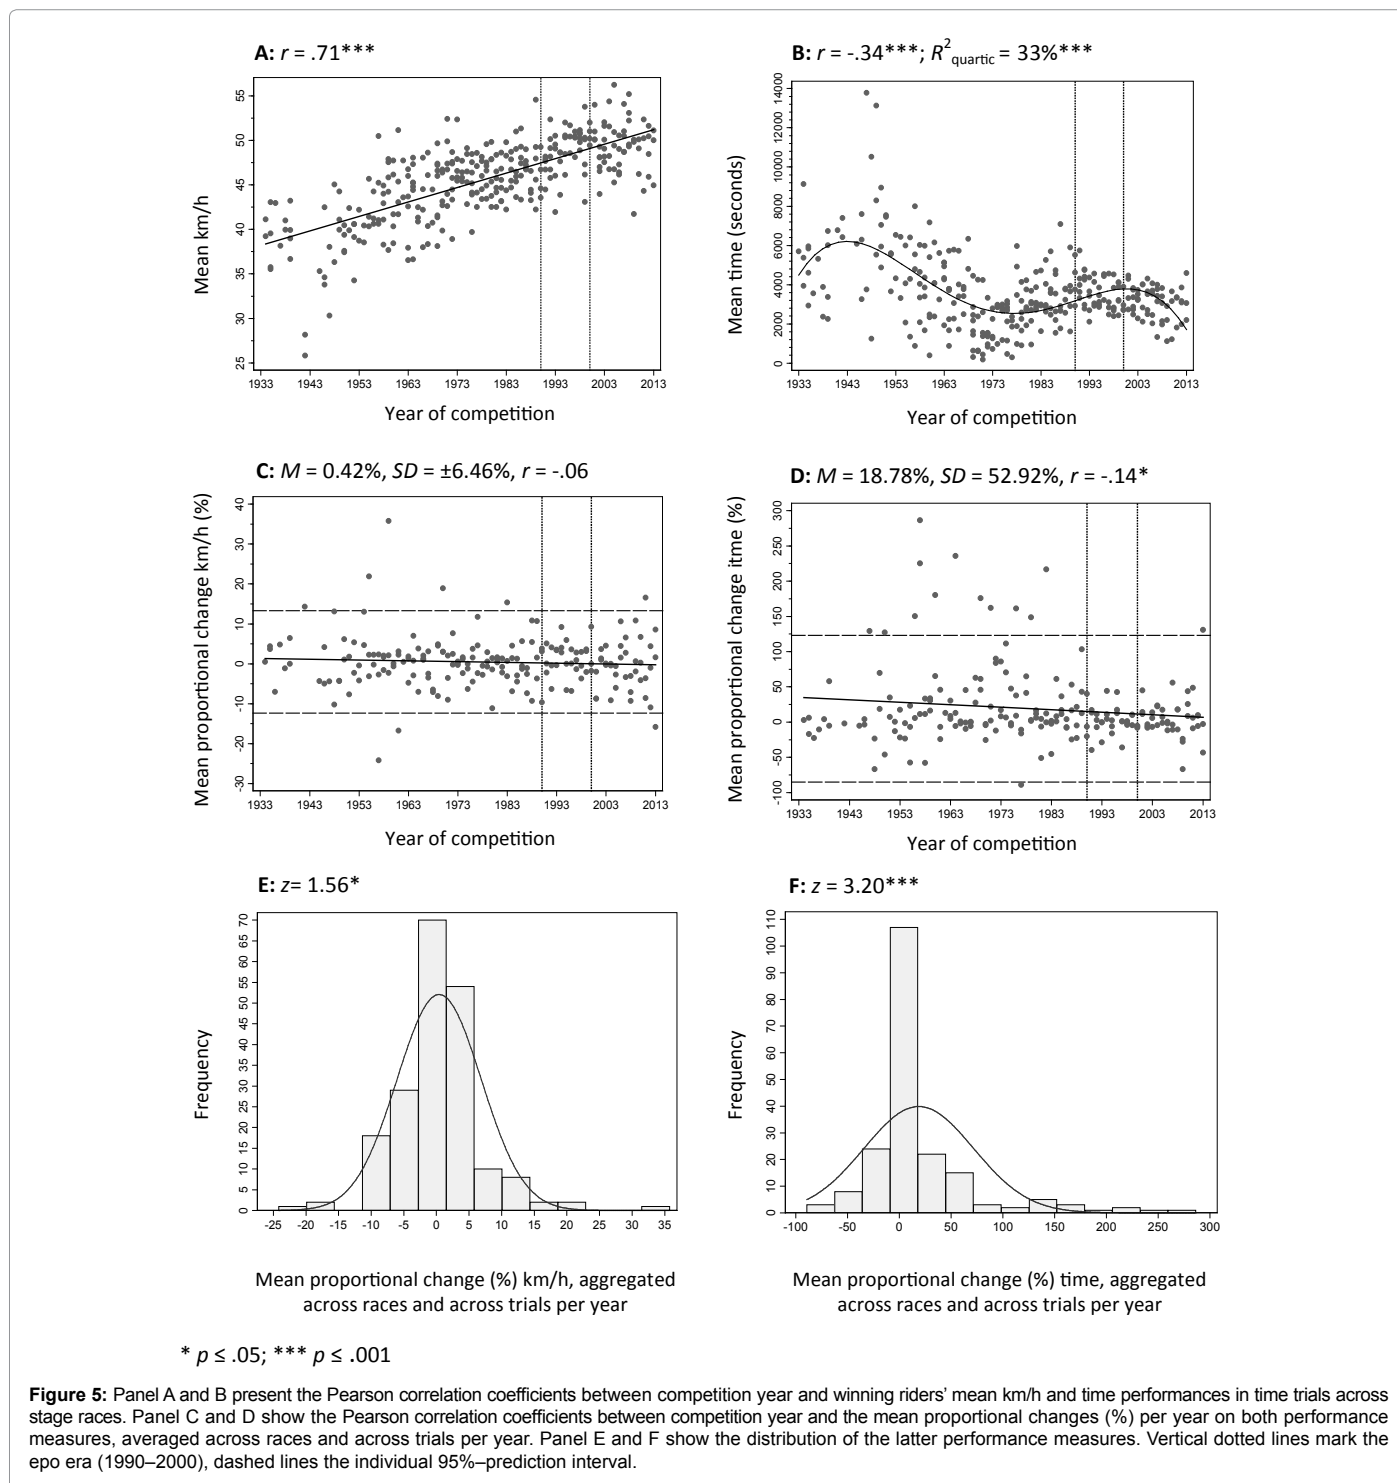 A: r = .71***
55
50
45
40
35
30
25
Mean km/h
1933 1943 1953 1963 1973 1983 1993 2003 2013
Year of competition
B: r = -.34***; R²quartic = 33%***
14000
12000
10000
8000
6000
4000
2000
0
Mean time (seconds)
1933 1943 1953 1963 1973 1983 1993 2003 2013
Year of competition
C: M = 0.42%, SD = ±6.46%, r = -.06
40
30
20
10
0
-10
-20
-30
Mean proportional change km/h (%)
1933 1943 1953 1963 1973 1983 1993 2003 2013
Year of competition
D: M = 18.78%, SD = 52.92%, r = -.14*
300
250
200
150
100
50
0
-50
-100
Mean proportional change itme (%)
1933 1943 1953 1963 1973 1983 1993 2003 2013
Year of competition
E: z= 1.56*
70
65
60
55
50
45
40
35
30
25
20
15
10
5
0
Frequency
-25 -20 -15 -10 -5 0 5 10 15 20 25 30 35
Mean proportional change (%) km/h, aggregated
across races and across trials per year
F: z = 3.20***
110
100
90
80
70
60
50
40
30
20
10
0
Frequency
-100 -50 0 50 100 150 200 250 300
Mean proportional change (%) time, aggregated
across races and across trials per year
* p ≤ .05; *** p ≤ .001
Figure 5: Panel A and B present the Pearson correlation coefficients between competition year and winning riders' mean km/h and time performances in time trials across
stage races. Panel C and D show the Pearson correlation coefficients between competition year and the mean proportional changes (%) per year on both performance
measures, averaged across races and across trials per year. Panel E and F show the distribution of the latter performance measures. Vertical dotted lines mark the
epo era (1990–2000), dashed lines the individual 95%–prediction interval.